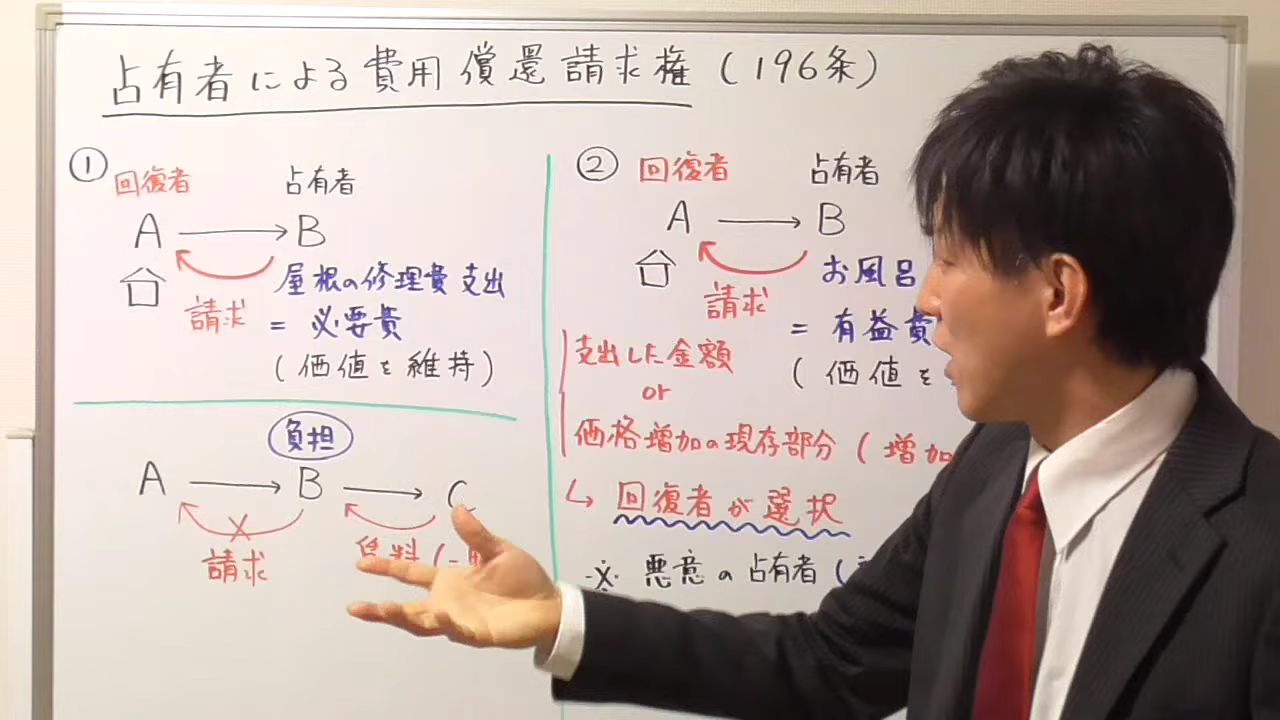 占有者による費用償還請求権(196条)
①
回復者 占有者
A → B
請求
屋根の修理費支出
= 必要費
(価値を維持)
負担
A → B → C
請求
②
回復者 占有者
A → B
請求
お風呂
= 有益費
(価値を
支出した金額
or
価格増加の現存部分(増加
↳ 回復者が選択
※ 悪意の占有者(